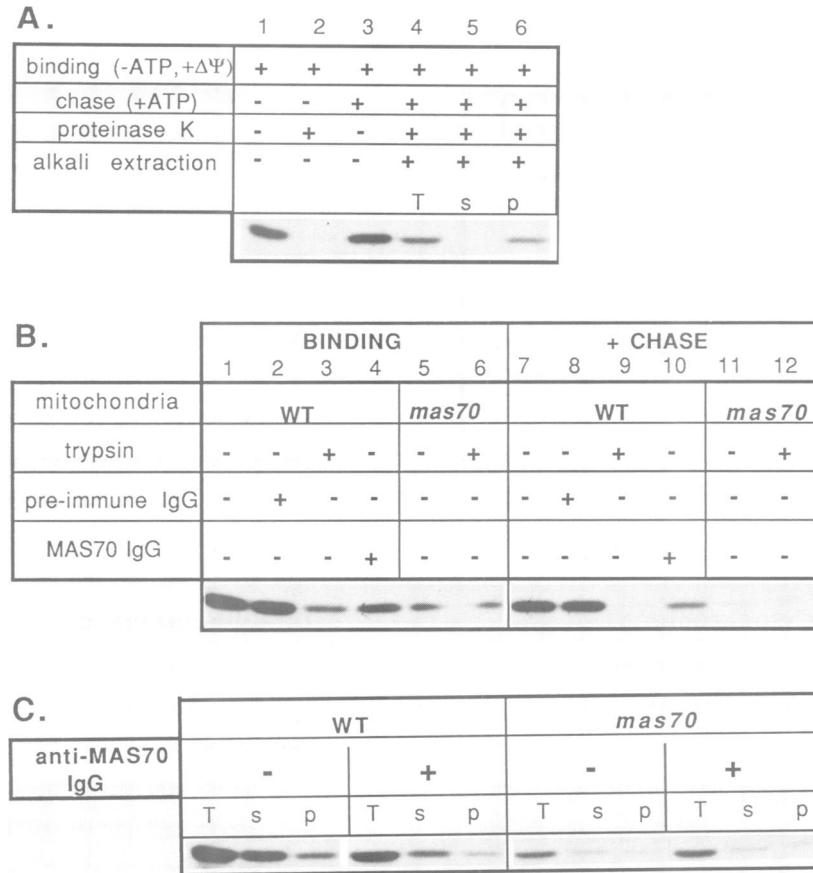 A.
1 2 3 4 5 6
binding (-ATP,+ΔΨ) + + + + + +
chase (+ATP) - - + + + +
proteinase K - + - + + +
alkali extraction - - - + + +
T s p
B.
BINDING + CHASE
1 2 3 4 5 6 7 8 9 10 11 12
mitochondria WT mas70 WT mas70
trypsin - - + - - + - - + - - +
pre-immune IgG - + - - - - - + - - - -
MAS70 IgG - - - + - - - - - + - -
C.
WT mas70
anti-MAS70 IgG - + - +
T s p T s p T s p T s p